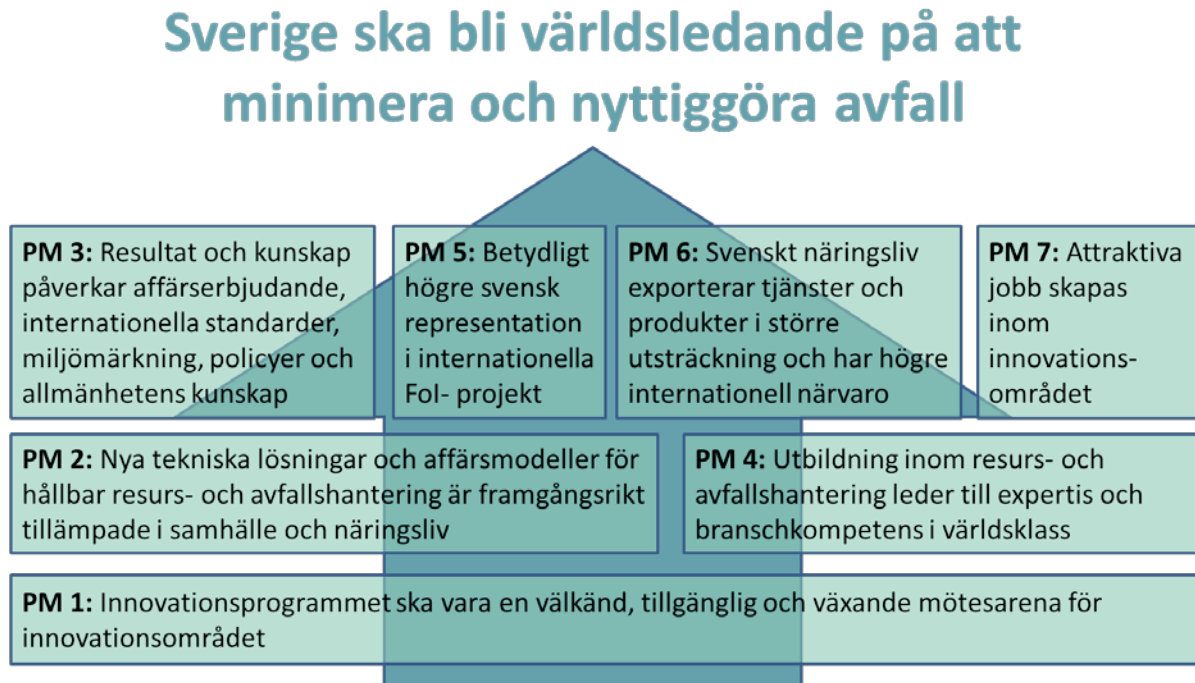 Sverige ska bli världsledande på att
minimera och nyttiggöra avfall
PM 3: Resultat och kunskap
påverkar affärserbjudande,
internationella standarder,
miljömärkning, policyer och
allmänhetens kunskap
PM 5: Betydligt
högre svensk
representation
i internationella
FoI- projekt
PM 6: Svenskt näringsliv
exporterar tjänster och
produkter i större
utsträckning och har högre
internationell närvaro
PM 7: Attraktiva
jobb skapas
inom
innovations-
området
PM 2: Nya tekniska lösningar och affärsmodeller för
hållbar resurs- och avfallshantering är framgångsrikt
tillämpade i samhälle och näringsliv
PM 4: Utbildning inom resurs- och
avfallshantering leder till expertis och
branschkompetens i världsklass
PM 1: Innovationsprogrammet ska vara en välkänd, tillgänglig och växande mötesarena för
innovationsområdet